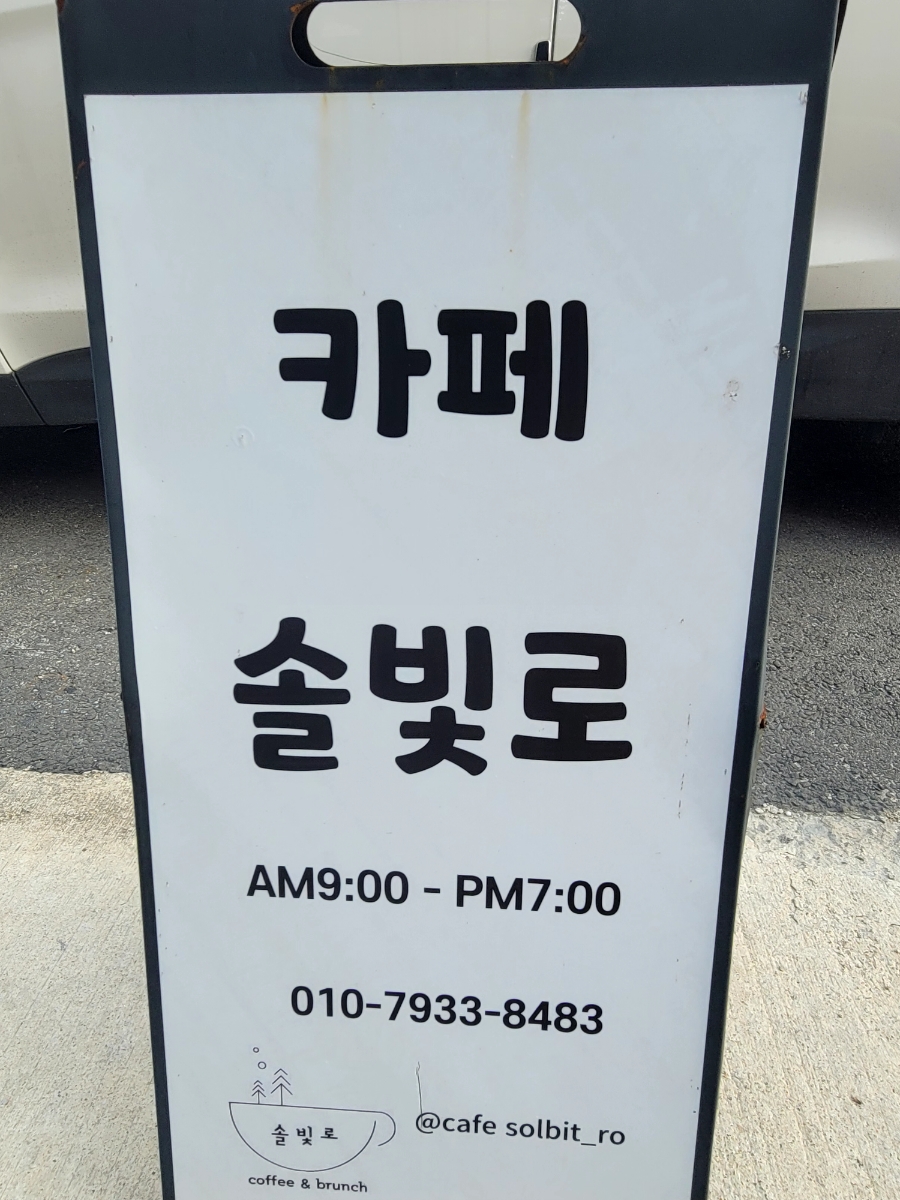 카페
솔빛로
AM9:00 - PM7:00
010-7933-8483
솔빛로
@cafe solbit_ro
coffee & brunch